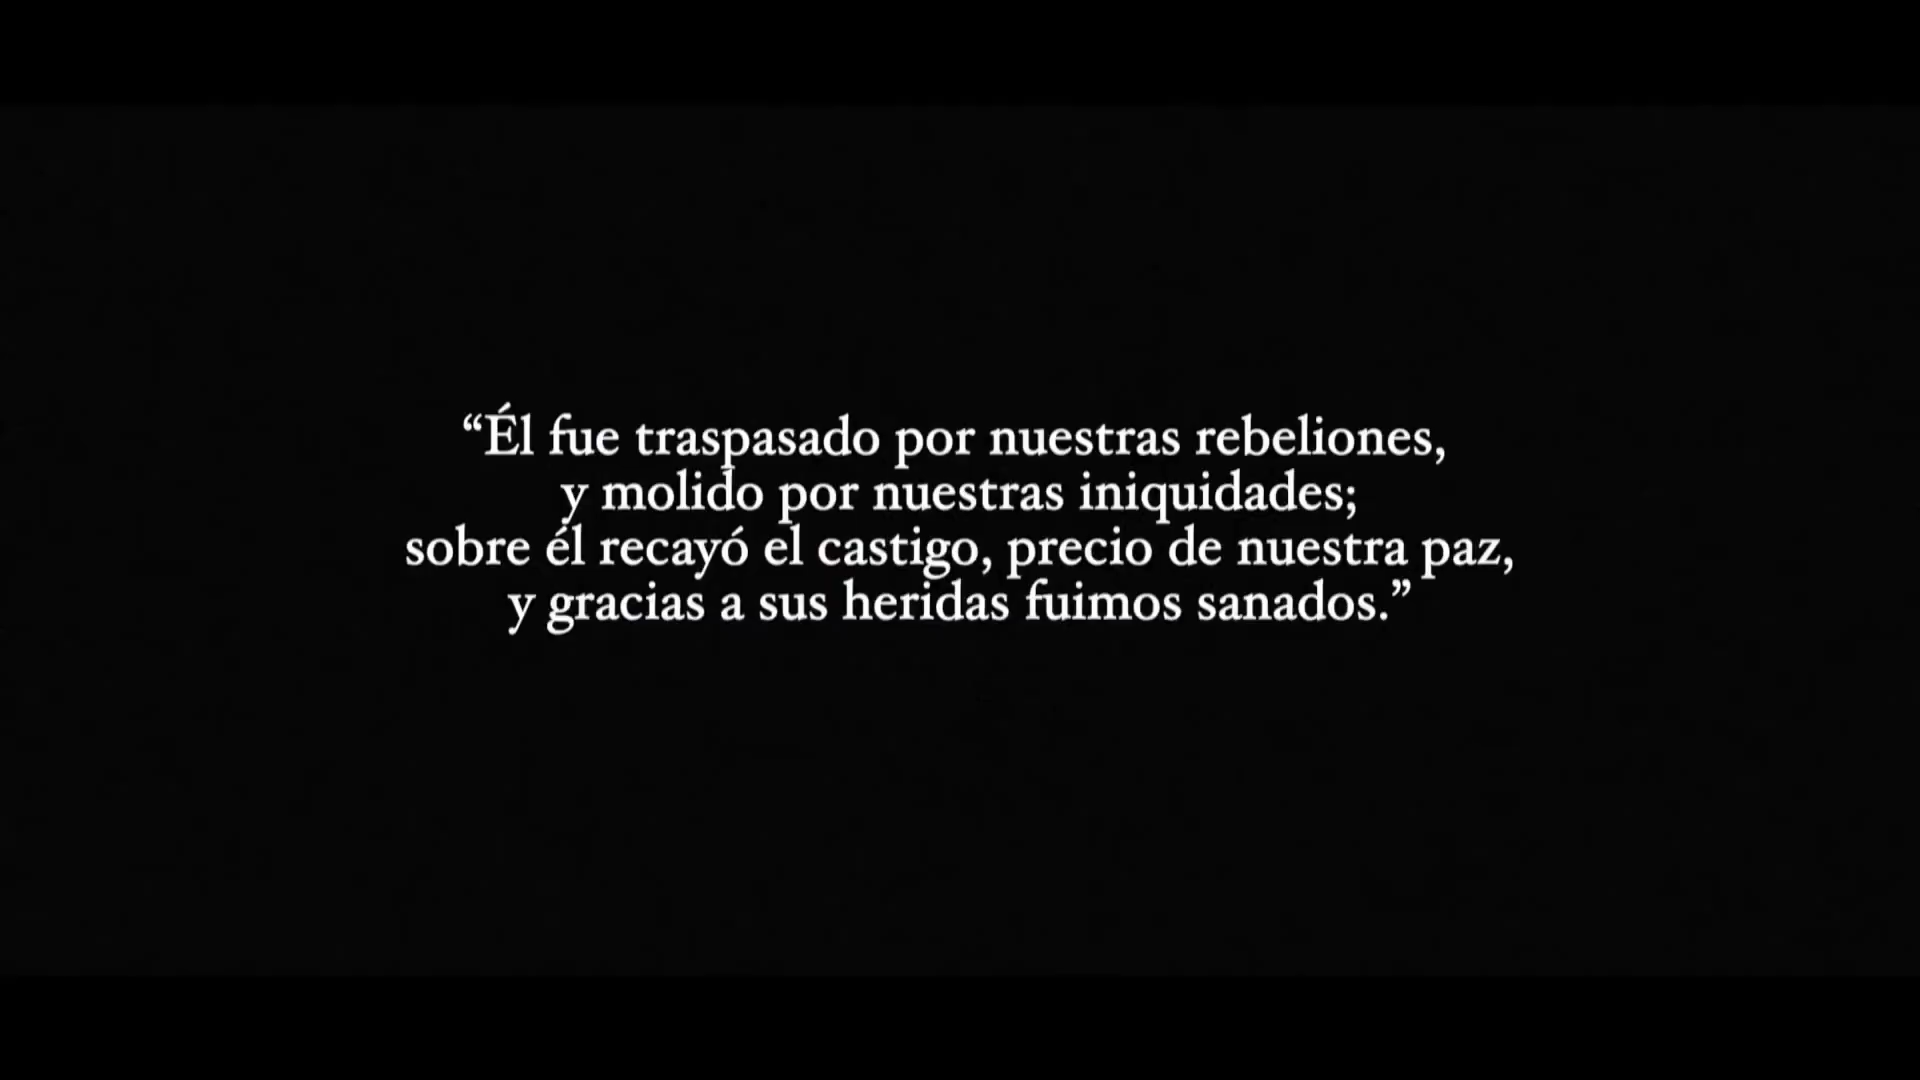 “Él fue traspasado por nuestras rebeliones,
y molido por nuestras iniquidades;
sobre él recayó el castigo, precio de nuestra paz,
y gracias a sus heridas fuimos sanados.”